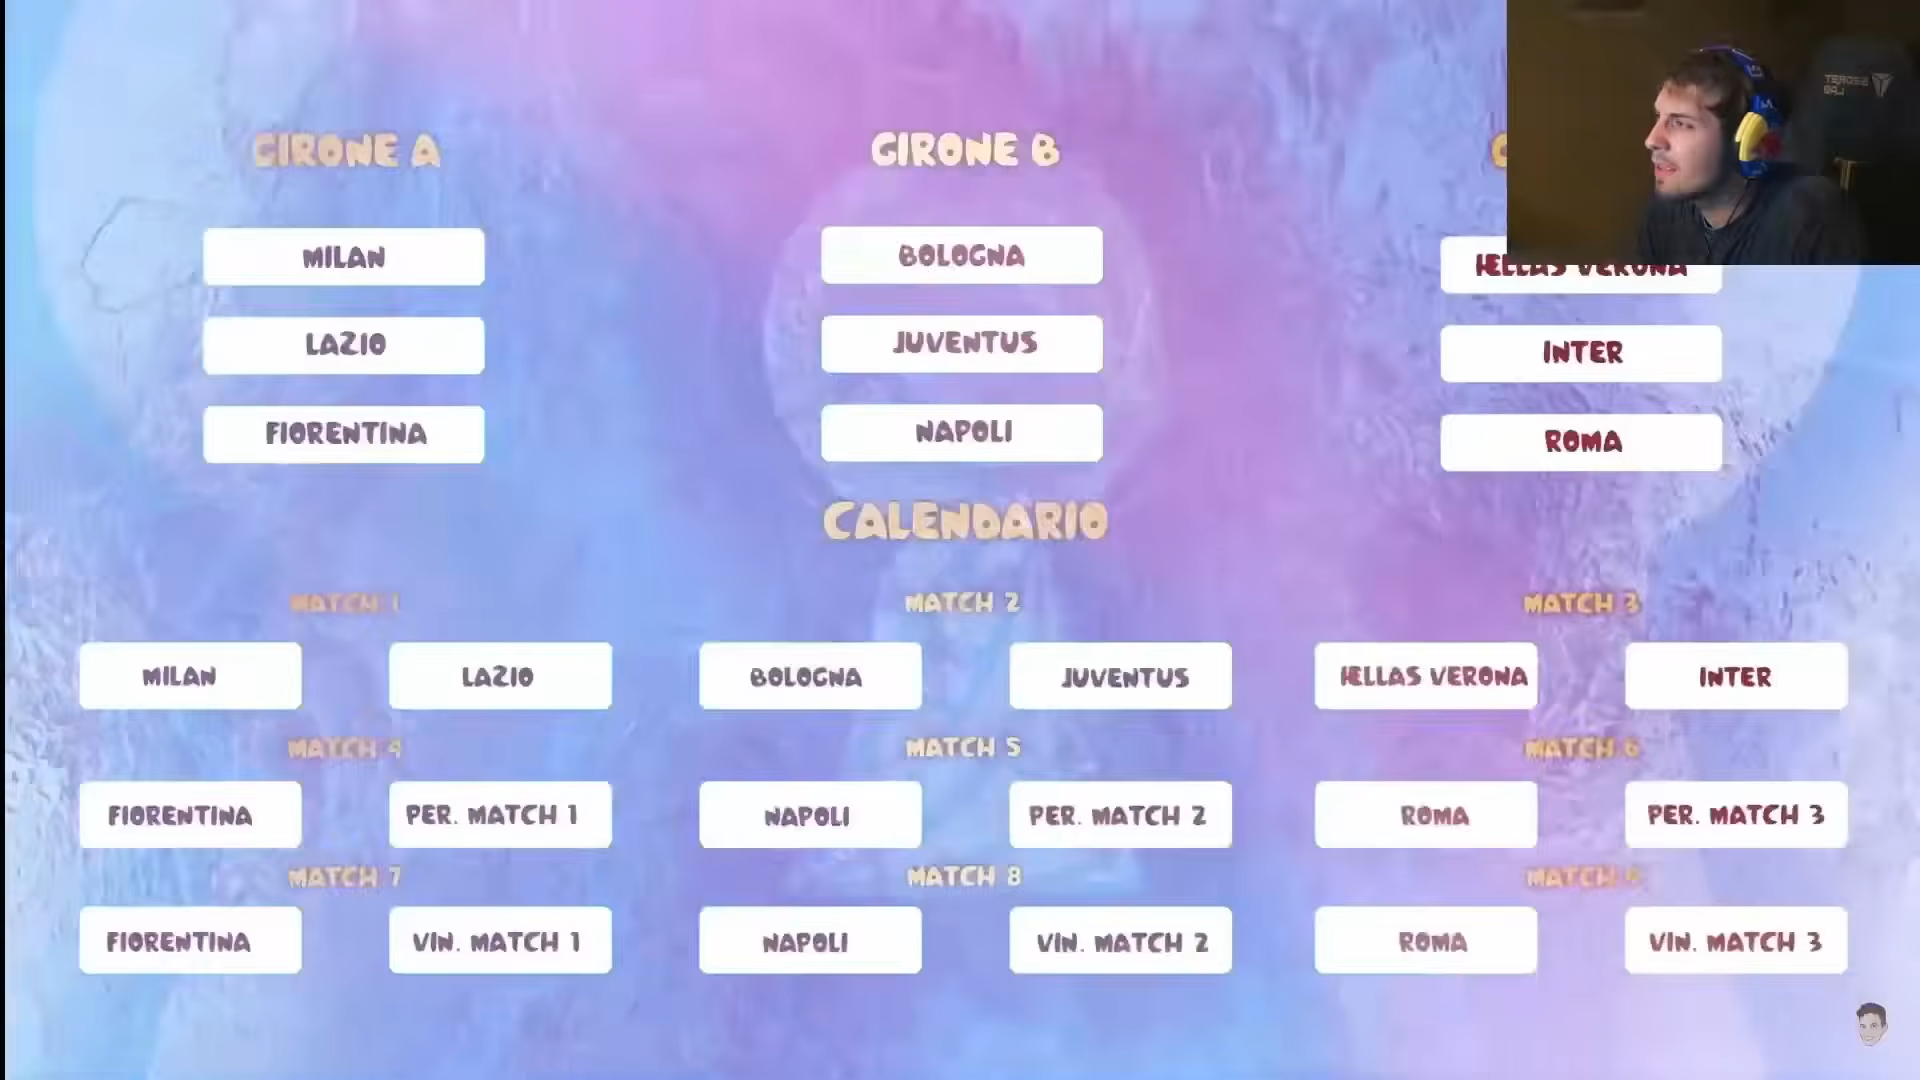 GIRONE A
MILAN
LAZIO
FIORENTINA
GIRONE B
BOLOGNA
JUVENTUS
NAPOLI
HELLAS VERONA
INTER
ROMA
CALENDARIO
MATCH 1
MILAN
LAZIO
MATCH 2
BOLOGNA
JUVENTUS
MATCH 3
HELLAS VERONA
INTER
MATCH 4
FIORENTINA
PER. MATCH 1
MATCH 5
NAPOLI
PER. MATCH 2
MATCH 6
ROMA
PER. MATCH 3
MATCH 7
FIORENTINA
VIN. MATCH 1
MATCH 8
NAPOLI
VIN. MATCH 2
MATCH
ROMA
VIN. MATCH 3